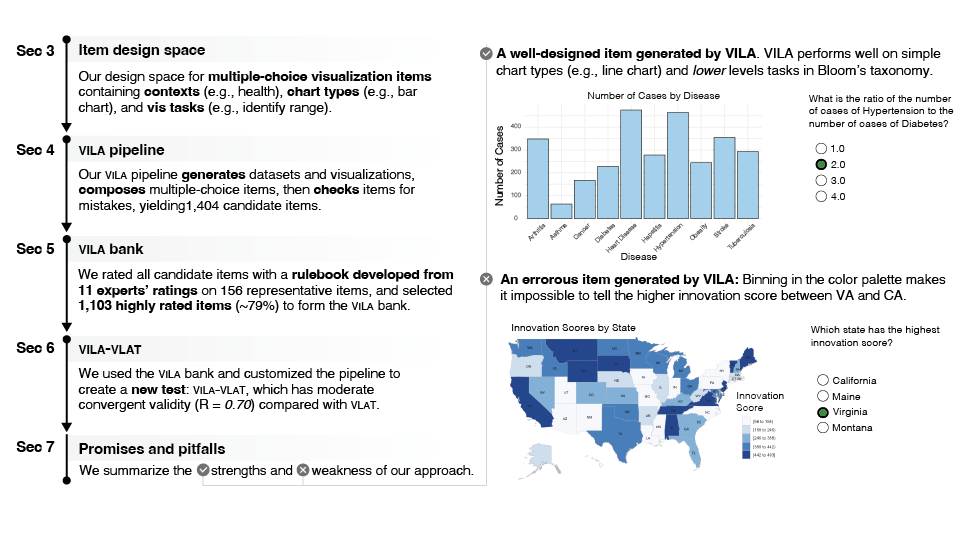 Sec 3
Item design space
Our design space for multiple-choice visualization items
containing contexts (e.g., health), chart types (e.g., bar
chart), and vis tasks (e.g., identify range).
Sec 4
VILA pipeline
Our VILA pipeline generates datasets and visualizations,
composes multiple-choice items, then checks items for
mistakes, yielding1,404 candidate items.
Sec 5
VILA bank
We rated all candidate items with a rulebook developed from
11 experts' ratings on 156 representative items, and selected
1,103 highly rated items (~79%) to form the VILA bank.
Sec 6
VILA-VLAT
We used the VILA bank and customized the pipeline to
create a new test: VILA-VLAT, which has moderate
convergent validity (R = 0.70) compared with VLAT.
Sec 7
Promises and pitfalls
We summarize the strengths and weakness of our approach.
A well-designed item generated by VILA. VILA performs well on simple
chart types (e.g., line chart) and lower levels tasks in Bloom's taxonomy.
Number of Cases by Disease
Number of Cases
400
300
200
100
0
Arthritis
Asthma
Cancer
Diabetes
Heart Disease
Hepatitis
Hypertension
Obesity
Stroke
Tuberculosis
Disease
What is the ratio of the number
of cases of Hypertension to the
number of cases of Diabetes?
1.0
2.0
3.0
4.0
An errorous item generated by VILA: Binning in the color palette makes
it impossible to tell the higher innovation score between VA and CA.
Innovation Scores by State
Innovation
Score
Which state has the highest
innovation score?
California
Maine
Virginia
Montana